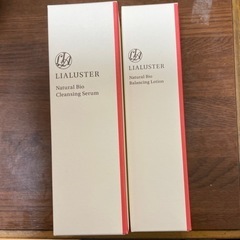 LIALUSTER
Natural Bio
Cleansing Serum
LIALUSTER
Natural Bio
Balancing Lotion